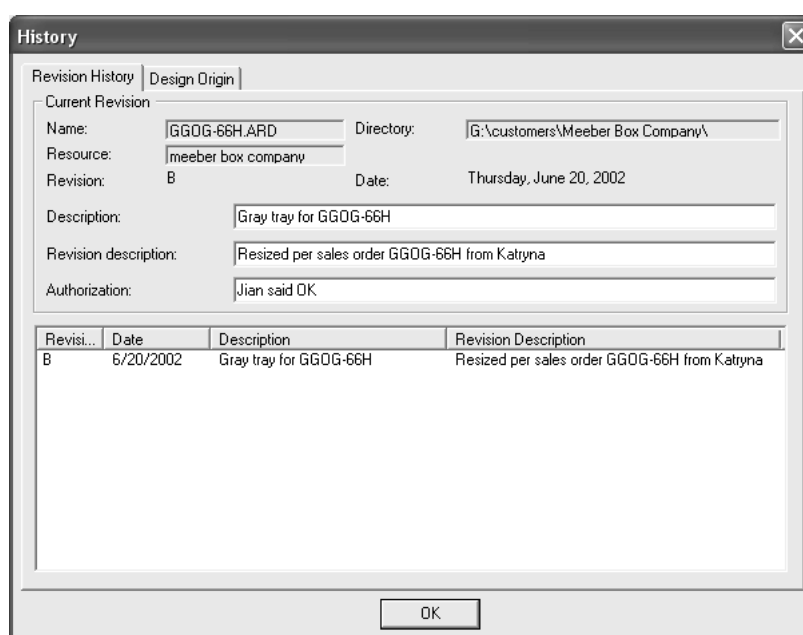 History
Revision History Design Origin
Current Revision
Name: GGOG-66H.ARD Directory: G:\customers\Meeber Box Company\
Resource: meeber box company
Revision: B Date: Thursday, June 20, 2002
Description: Gray tray for GGOG-66H
Revision description: Resized per sales order GGOG-66H from Katryna
Authorization: Jian said OK
Revisi... Date Description Revision Description
B 6/20/2002 Gray tray for GGOG-66H Resized per sales order GGOG-66H from Katryna
OK